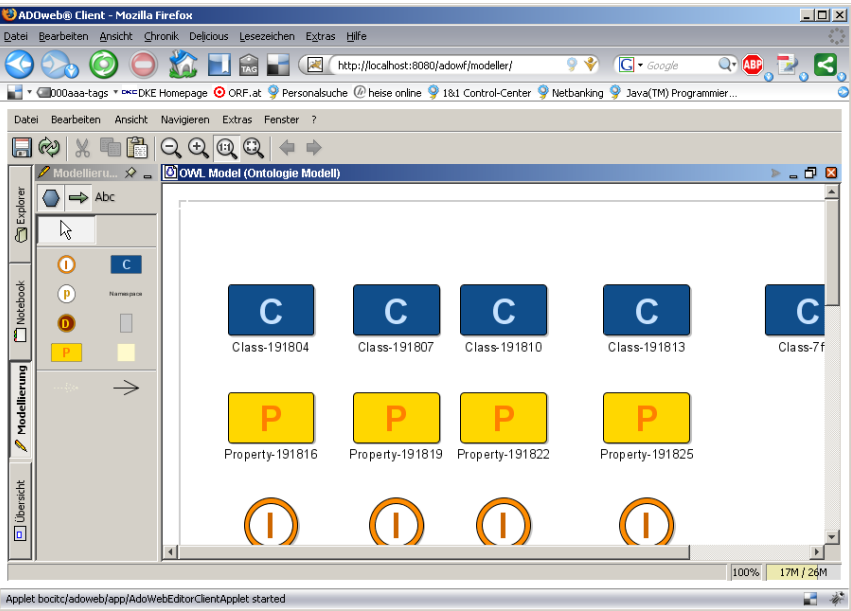 ADOweb® Client - Mozilla Firefox
Datei Bearbeiten Ansicht Chronik Delicious Lesezeichen Extras Hilfe
TAG http://localhost:8080/adowf/modeller/ G Google ABP
000aaa-tags DKE DKE Homepage ORF.at Personalsuche heise online 1&1 Control-Center Netbanking Java(TM) Programmier...
Datei Bearbeiten Ansicht Navigieren Extras Fenster ?
1:1
Modellieru... OWL Model (Ontologie Modell)
Explorer
Notebook
Modellierung
Übersicht
Abc
I C
P Namespace
D
P
C C C C C
Class-191804 Class-191807 Class-191810 Class-191813 Class-7f
P P P P
Property-191816 Property-191819 Property-191822 Property-191825
I I I I
100% 17M / 26M
Applet bocitc/adoweb/app/AdoWebEditorClientApplet started